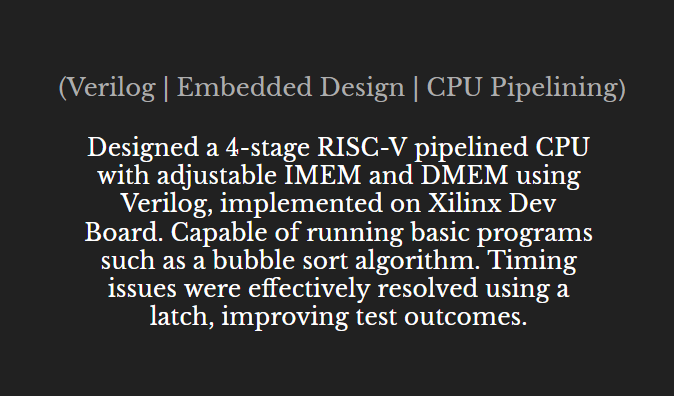 (Verilog | Embedded Design | CPU Pipelining)
Designed a 4-stage RISC-V pipelined CPU
with adjustable IMEM and DMEM using
Verilog, implemented on Xilinx Dev
Board. Capable of running basic programs
such as a bubble sort algorithm. Timing
issues were effectively resolved using a
latch, improving test outcomes.